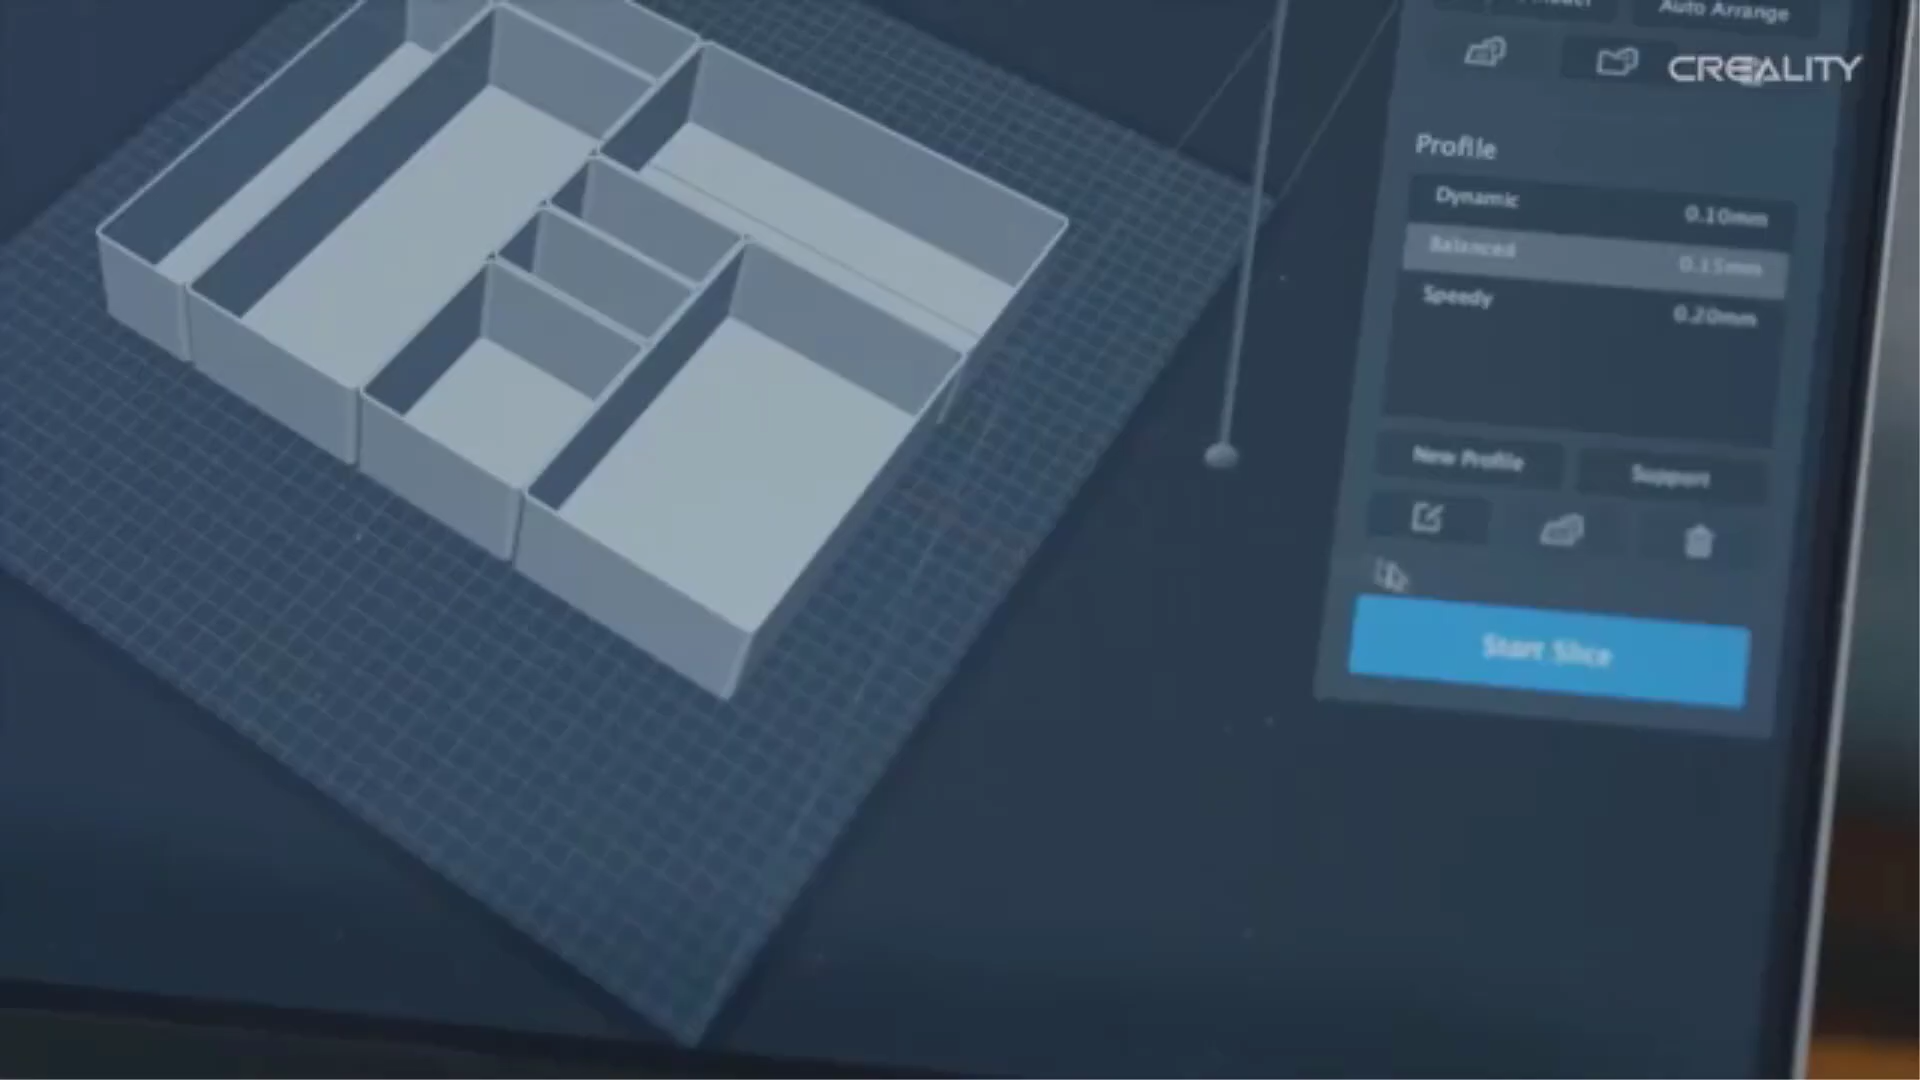 Auto Arrange
CREALITY
Profile
Dynamic 0.10mm
Balanced 0.15mm
Speedy 0.20mm
New Profile Support
Start Slice